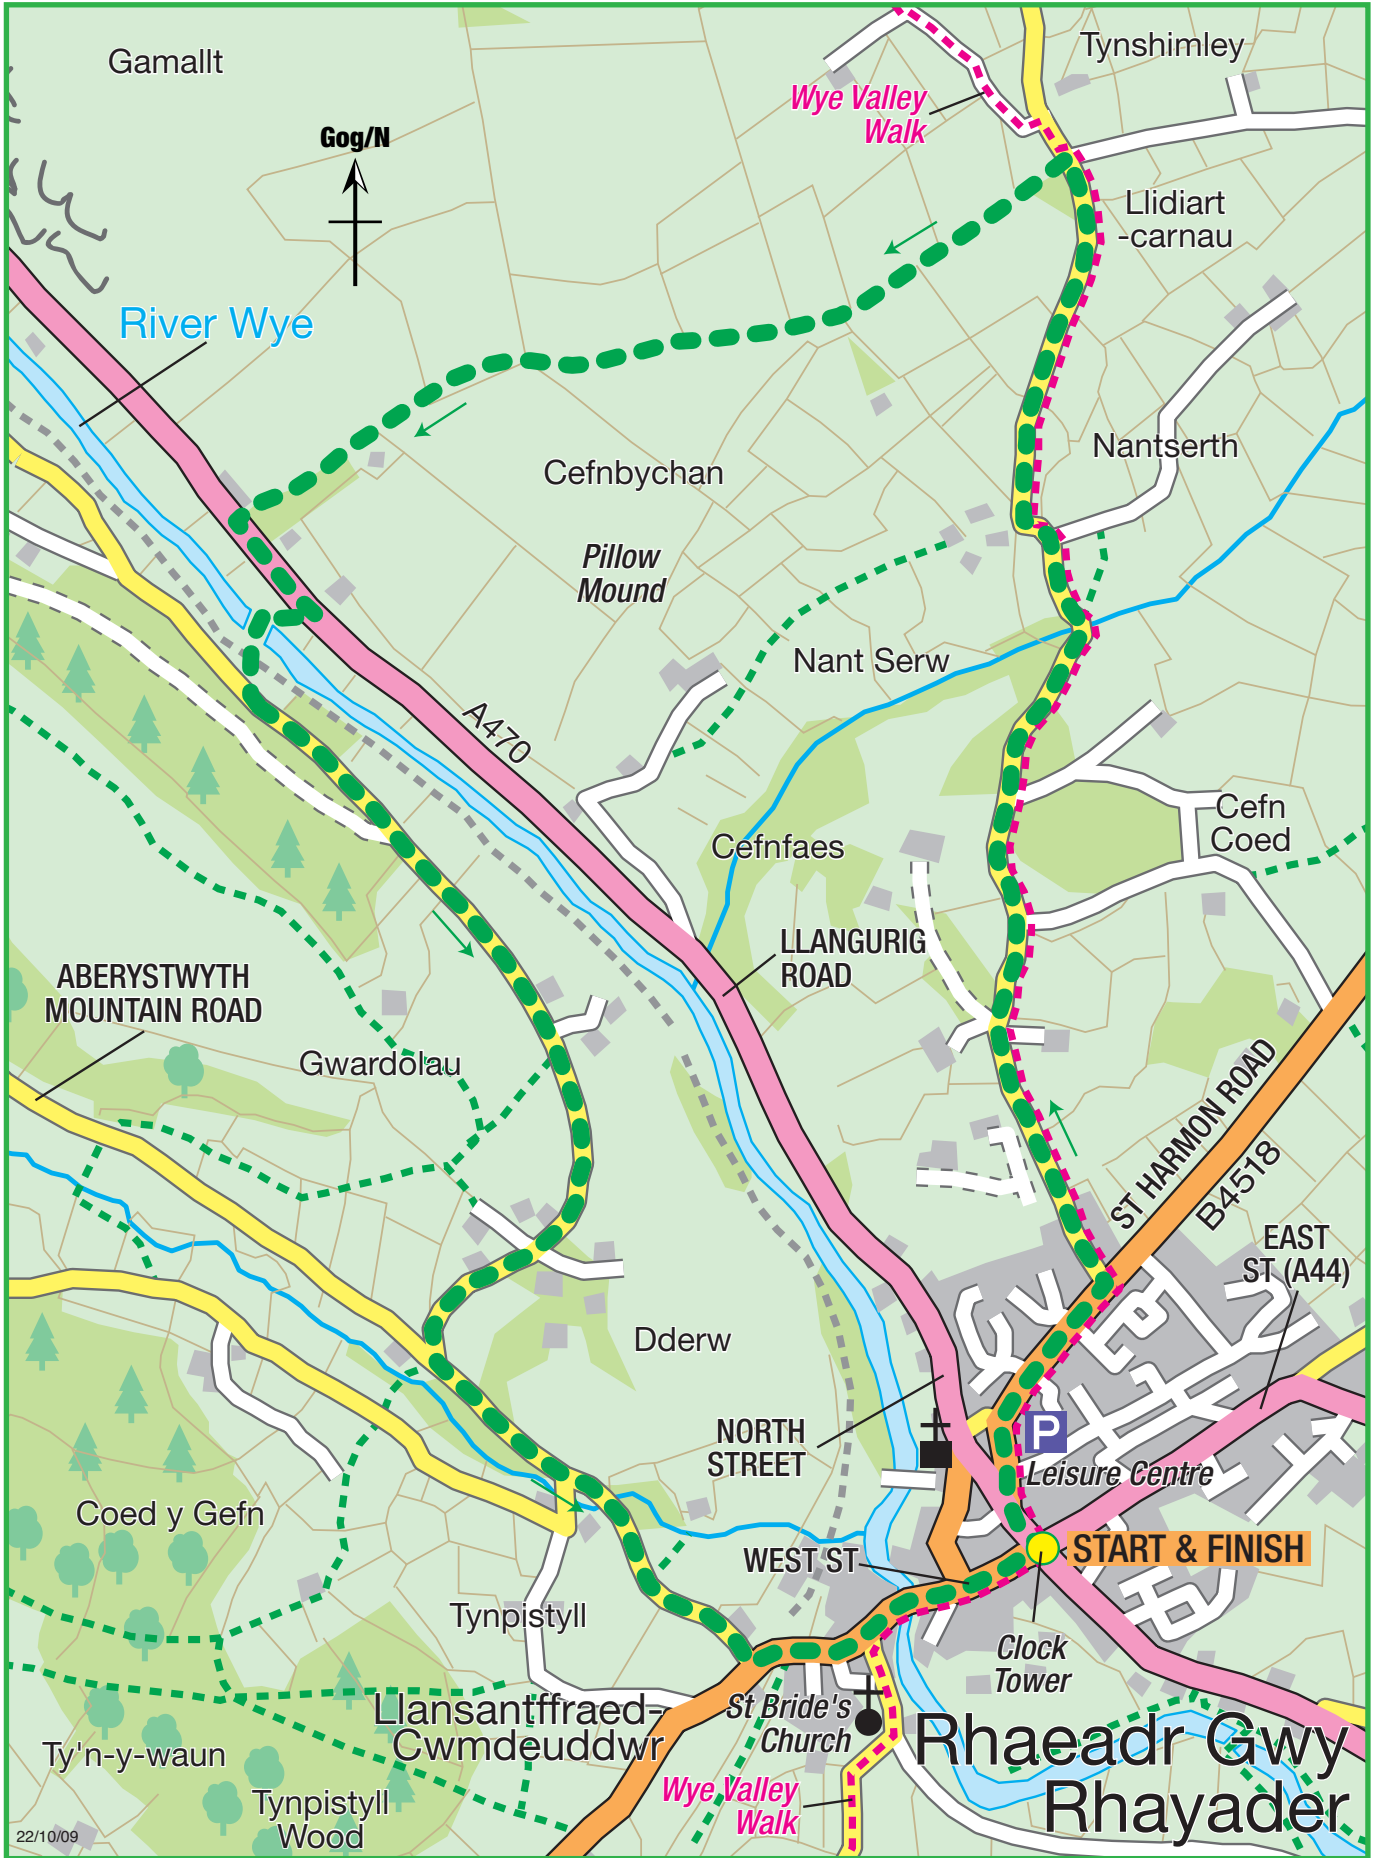 Gamallt
Tynshimley
Wye Valley
Walk
Gog/N
Llidiart
-carnau
River Wye
Nantserth
Cefnbychan
Pillow
Mound
Nant Serw
A470
Cefn
Coed
Cefnfaes
LLANGURIG
ROAD
ABERYSTWYTH
MOUNTAIN ROAD
Gwardolau
ST HARMON ROAD
B4518
EAST
ST (A44)
Dderw
NORTH
STREET
P
Leisure Centre
Coed y Gefn
WEST ST
START & FINISH
Tynpistyll
Clock
Tower
Llansantffraed-
Cwmdeuddwr
St Bride's
Church
Rhaeadr Gwy
Rhayader
Ty'n-y-waun
Wye Valley
Walk
Tynpistyll
Wood
22/10/09